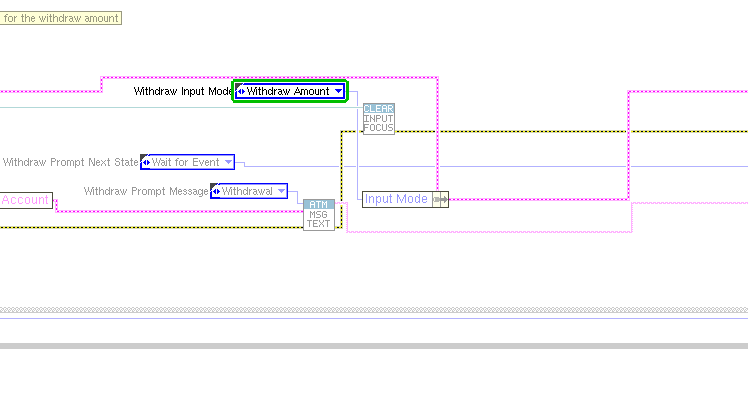 for the withdraw amount
Withdraw Input Mode Withdraw Amount
CLEAR
INPUT
FOCUS
Withdraw Prompt Next State Wait for Event
Withdraw Prompt Message Withdrawal
Account
Input Mode
ATM
MSG
TEXT